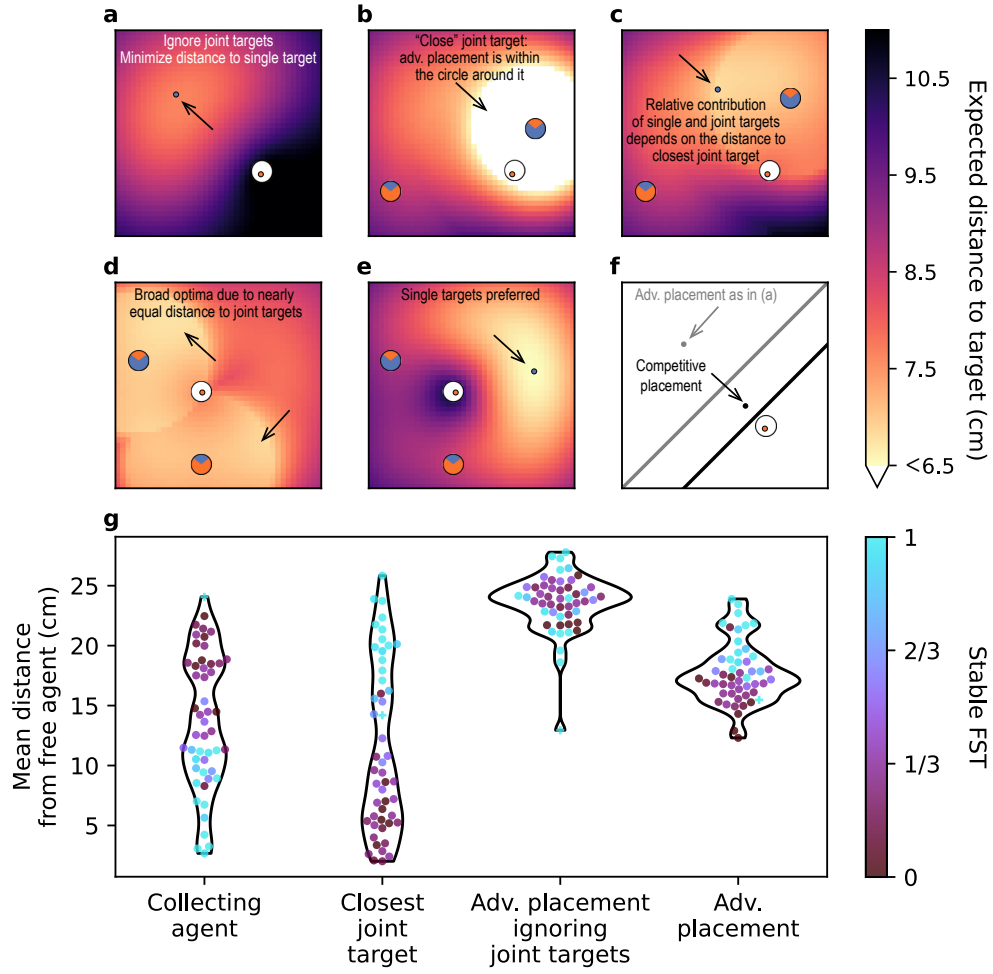 a
Ignore joint targets
Minimize distance to single target
b
“Close” joint target:
adv. placement is within
the circle around it
c
Relative contribution
of single and joint targets
depends on the distance to
closest joint target
d
Broad optima due to nearly
equal distance to joint targets
e
Single targets preferred
f
Adv. placement as in (a)
Competitive
placement
10.5
9.5
8.5
7.5
<6.5
Expected distance to target (cm)
g
Mean distance
from free agent (cm)
25
20
15
10
5
Collecting
agent
Closest
joint
target
Adv. placement
ignoring
joint targets
Adv.
placement
1
2/3
1/3
0
Stable FST